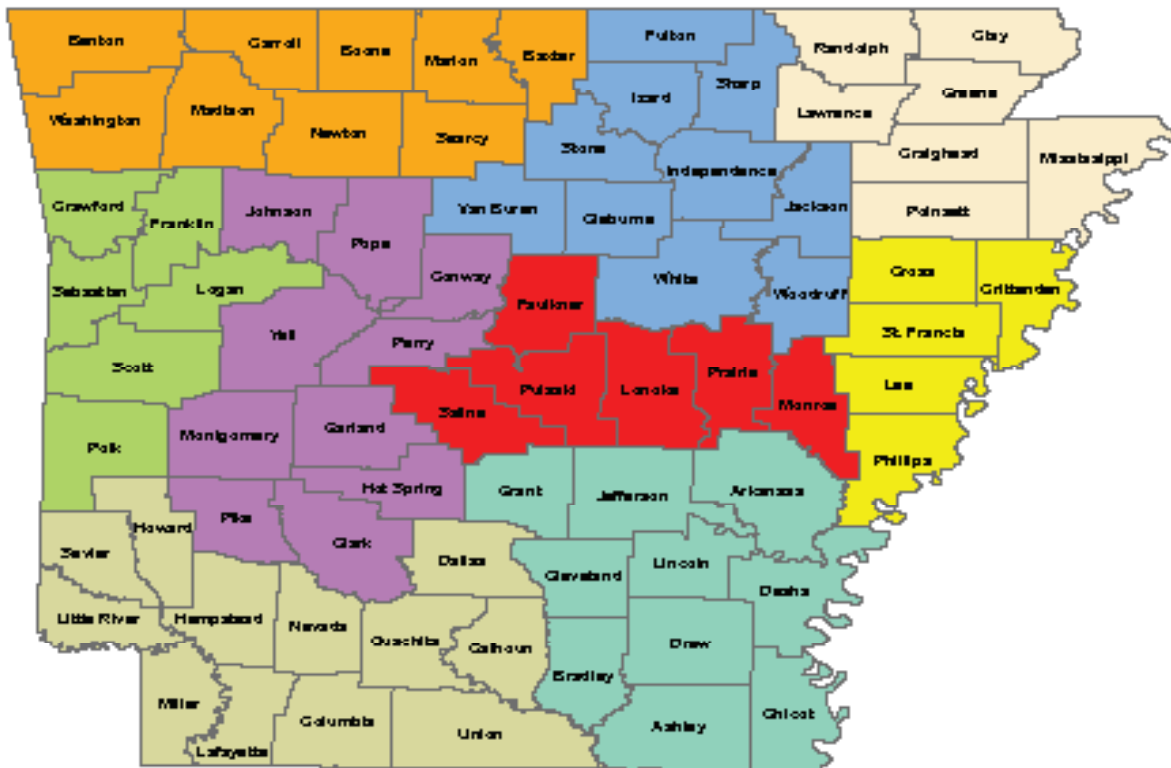 Benton
Carroll
Boone
Marion
Baxter
Fulton
Randolph
Clay
Izard
Sharp
Washington
Madison
Newton
Searcy
Lawrence
Greene
Stone
Independence
Craighead
Mississippi
Crawford
Franklin
Johnson
Pope
Van Buren
Cleburne
Jackson
Poinsett
Sebastian
Logan
Conway
Faulkner
White
Woodruff
Cross
Crittenden
Scott
Yell
Perry
Pulaski
Lonoke
Prairie
St. Francis
Saline
Monroe
Lee
Polk
Montgomery
Garland
Phillips
Hot Spring
Grant
Jefferson
Arkansas
Howard
Pike
Clark
Sevier
Dallas
Cleveland
Lincoln
Desha
Little River
Hempstead
Nevada
Ouachita
Calhoun
Drew
Bradley
Miller
Lafayette
Columbia
Union
Ashley
Chicot